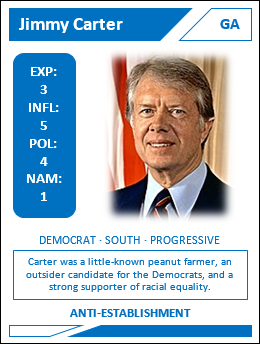 Jimmy Carter
GA
EXP:
3
INFL:
5
POL:
4
NAM:
1
DEMOCRAT · SOUTH · PROGRESSIVE
Carter was a little-known peanut farmer, an
outsider candidate for the Democrats, and a
strong supporter of racial equality.
ANTI-ESTABLISHMENT